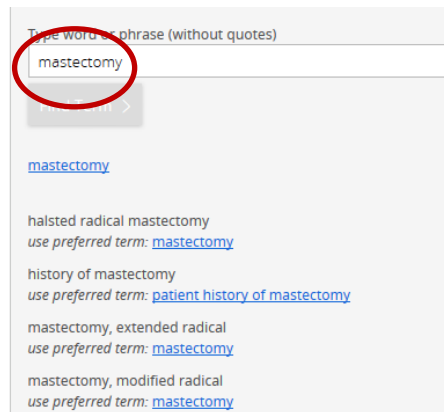 Type word or phrase (without quotes)
mastectomy
Find Term >
mastectomy
halsted radical mastectomy
use preferred term: mastectomy
history of mastectomy
use preferred term: patient history of mastectomy
mastectomy, extended radical
use preferred term: mastectomy
mastectomy, modified radical
use preferred term: mastectomy